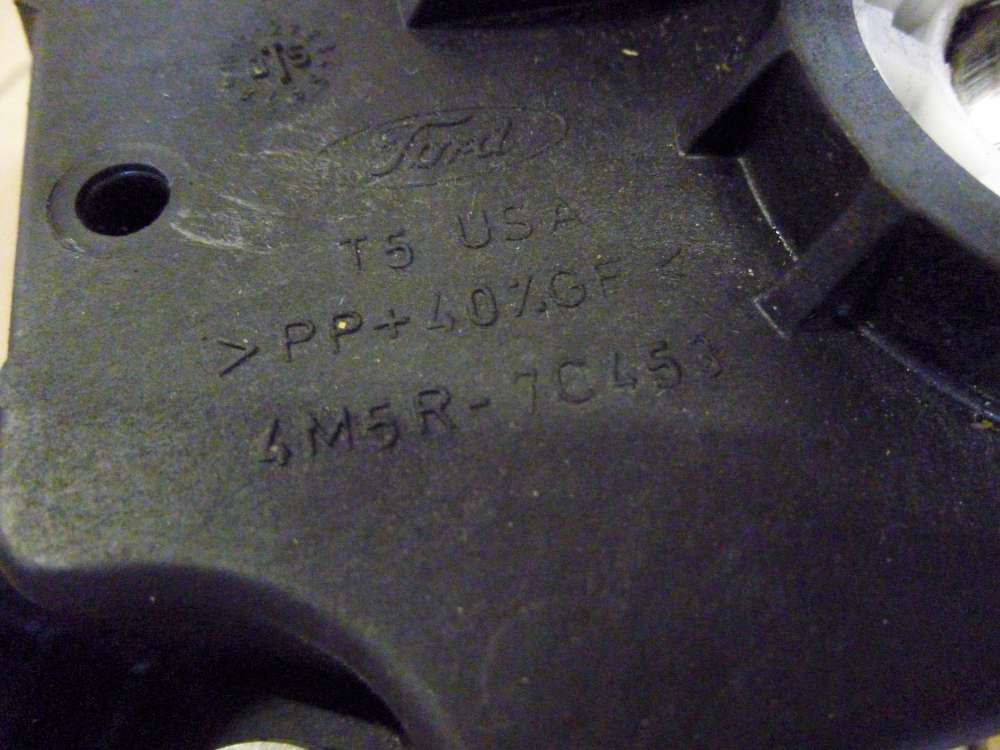 Ford
T5 USA
>PP+40%GF<
4M5R-7C453